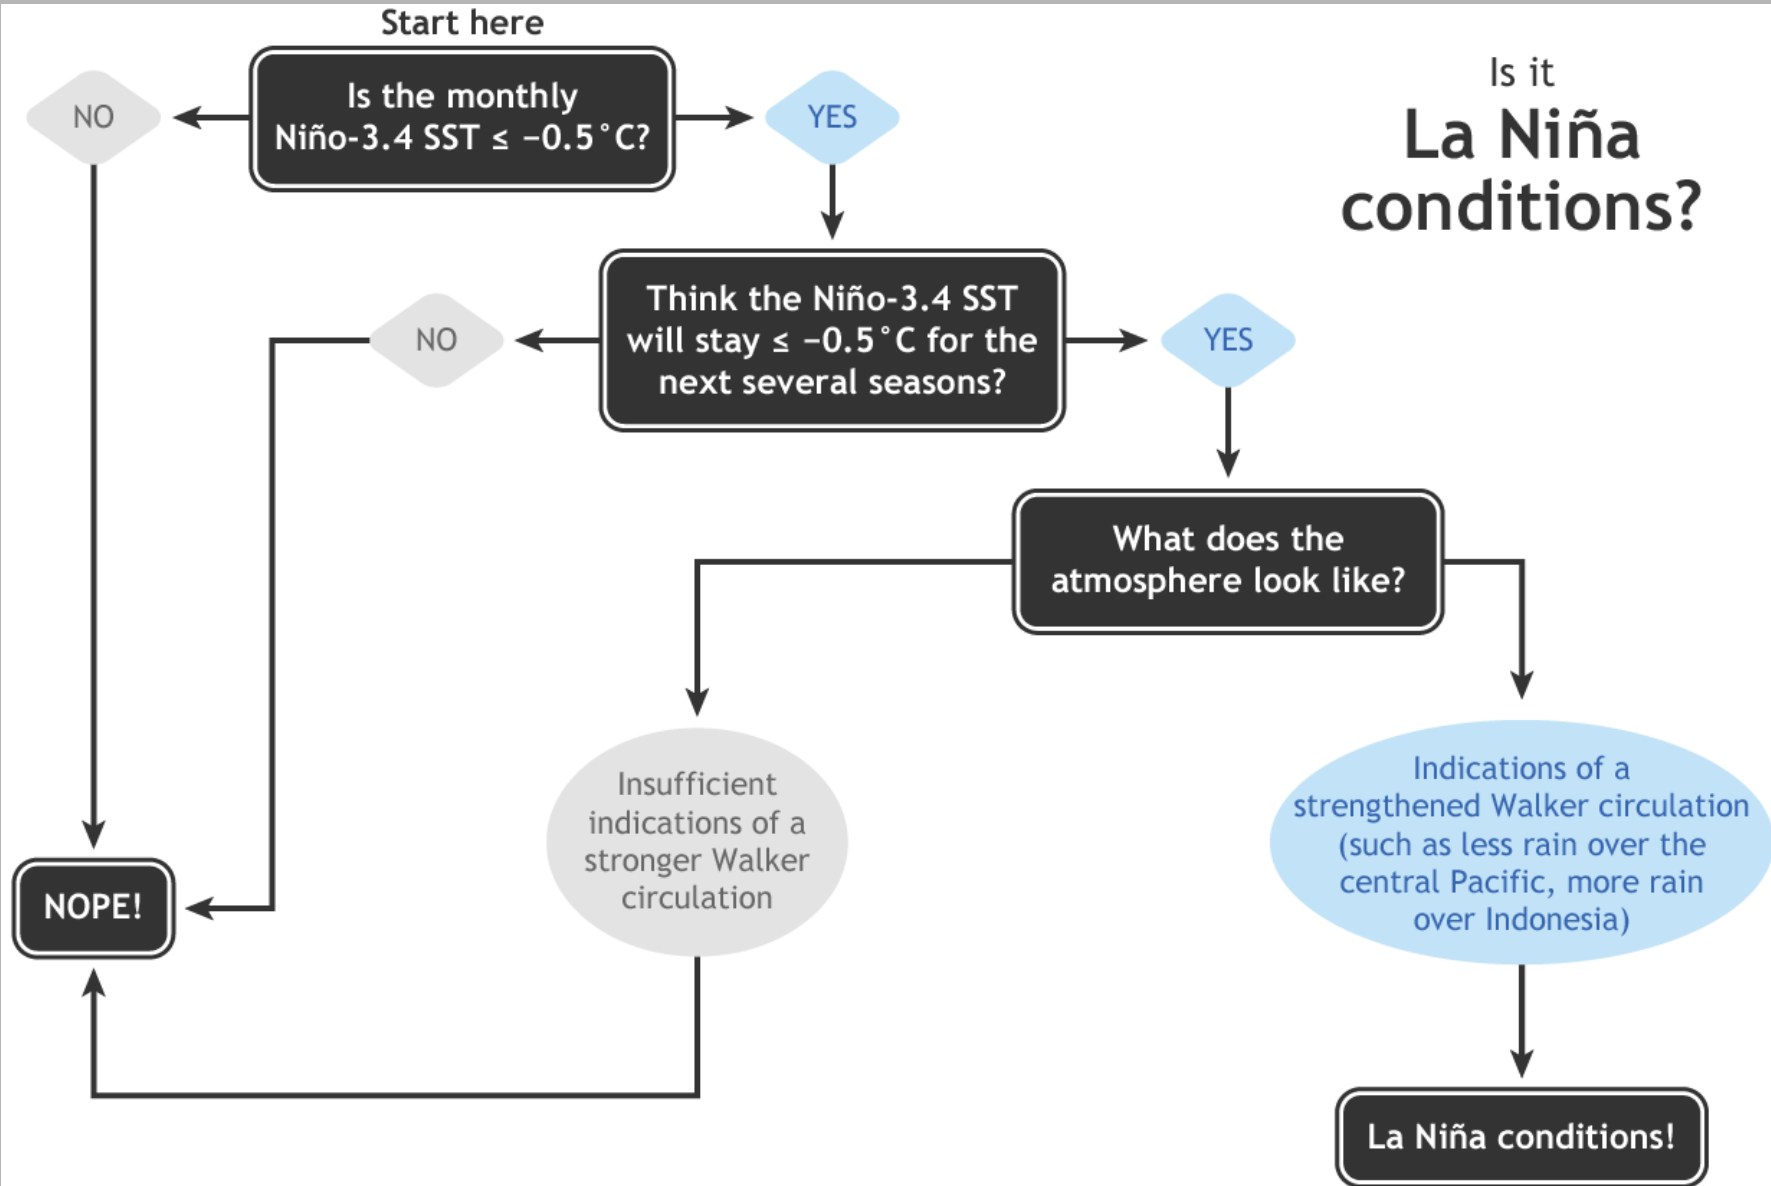 Start here
Is the monthly
Niño-3.4 SST ≤ −0.5°C?
NO
YES
Is it
La Niña
conditions?
Think the Niño-3.4 SST
will stay ≤ −0.5°C for the
next several seasons?
NO
YES
What does the
atmosphere look like?
Insufficient
indications of a
stronger Walker
circulation
Indications of a
strengthened Walker circulation
(such as less rain over the
central Pacific, more rain
over Indonesia)
NOPE!
La Niña conditions!